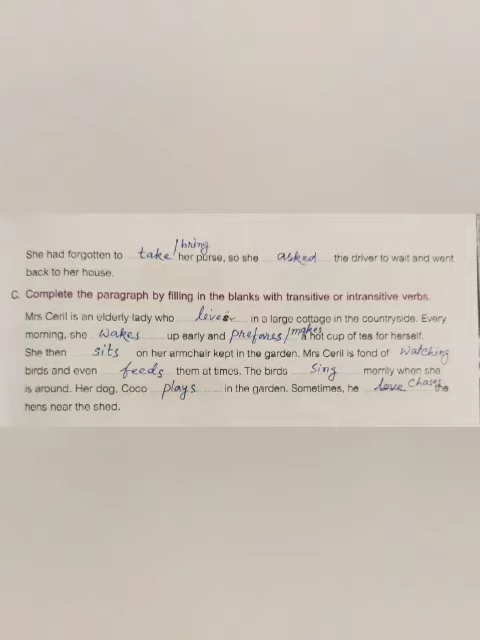 She had forgotten to take / bring her purse, so she asked the driver to wait and went
back to her house.
C. Complete the paragraph by filling in the blanks with transitive or intransitive verbs.
Mrs Ceril is an elderly lady who lives in a large cottage in the countryside. Every
morning, she wakes up early and prefares / makes a hot cup of tea for herself.
She then sits on her armchair kept in the garden. Mrs Ceril is fond of watching
birds and even feeds them at times. The birds sing merrily when she
is around. Her dog, Coco plays in the garden. Sometimes, he love chases the
hens near the shed.